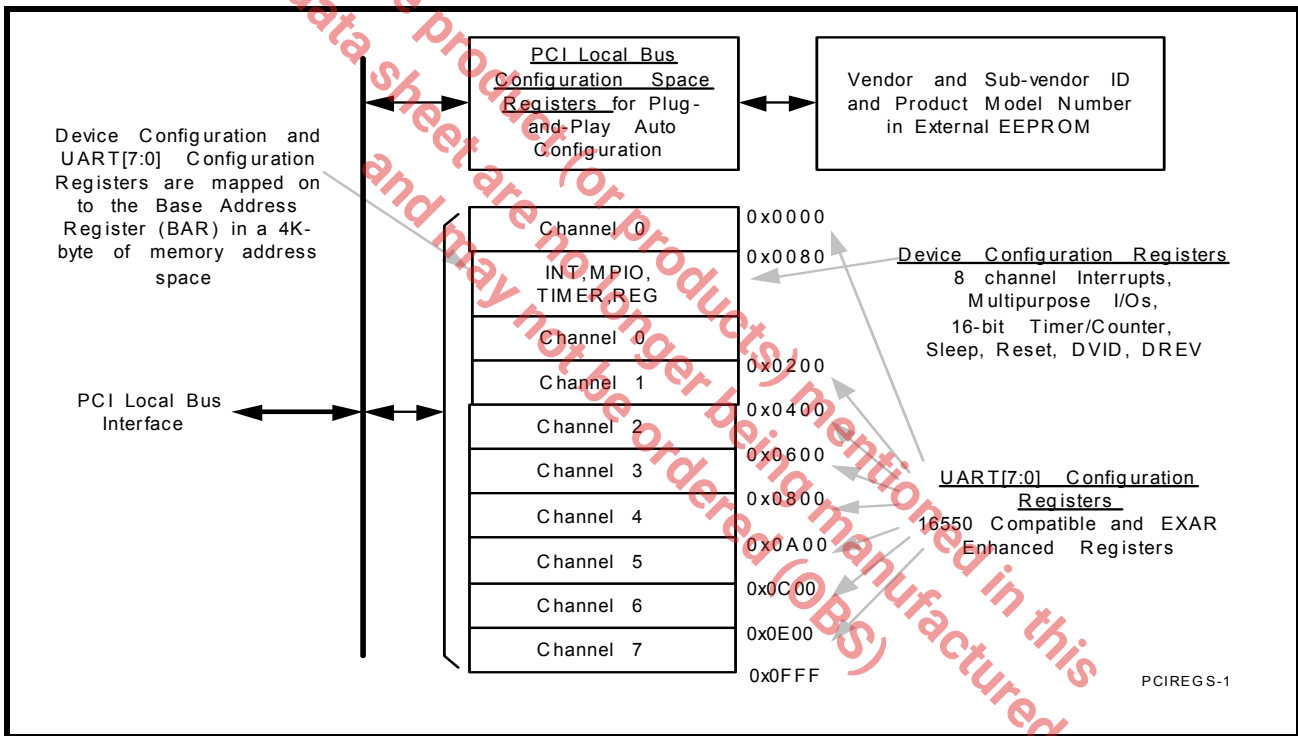 PCI Local Bus
Configuration Space
Registers for Plug-
and-Play Auto
Configuration
Vendor and Sub-vendor ID
and Product Model Number
in External EEPROM
Device Configuration and
UART[7:0] Configuration
Registers are mapped on
to the Base Address
Register (BAR) in a 4K-
byte of memory address
space
PCI Local Bus
Interface
Channel 0
INT,MPIO,
TIMER,REG
Channel 0
Channel 1
Channel 2
Channel 3
Channel 4
Channel 5
Channel 6
Channel 7
0x0000
0x0080
0x0200
0x0400
0x0600
0x0800
0x0A00
0x0C00
0x0E00
0x0FFF
Device Configuration Registers
8 channel Interrupts,
Multipurpose I/Os,
16-bit Timer/Counter,
Sleep, Reset, DVID, DREV
UART[7:0] Configuration
Registers
16550 Compatible and EXAR
Enhanced Registers
PCIREGS-1
product (or products) mentioned in this
data sheet are no longer being manufactured
and may not be ordered (OBS)